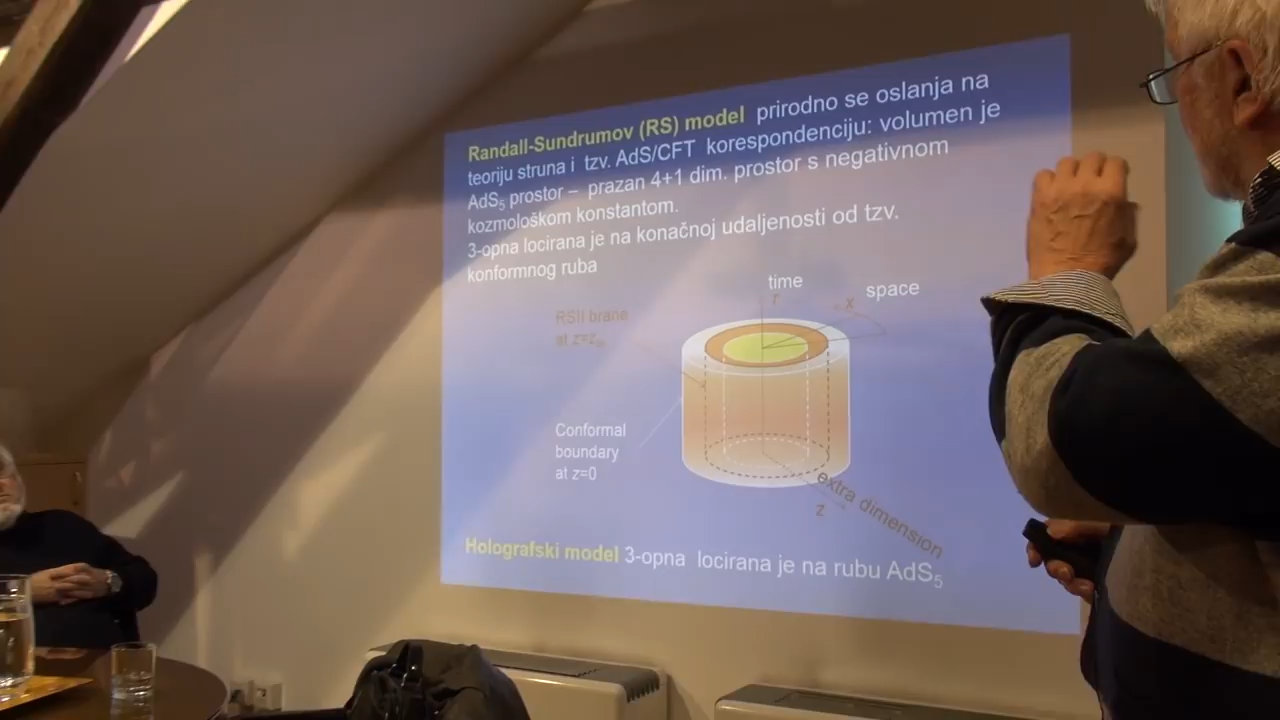 Randall-Sundrumov (RS) model prirodno se oslanja na
teoriju struna i tzv. AdS/CFT korespondenciju: volumen je
AdS5 prostor – prazan 4+1 dim. prostor s negativnom
kozmološkom konstantom.
3-opna locirana je na konačnoj udaljenosti od tzv.
konformnog ruba
time
space
x
RSII brane
at z=z
Conformal
boundary
at z=0
extra dimension
z
Holografski model 3-opna locirana je na rubu AdS5